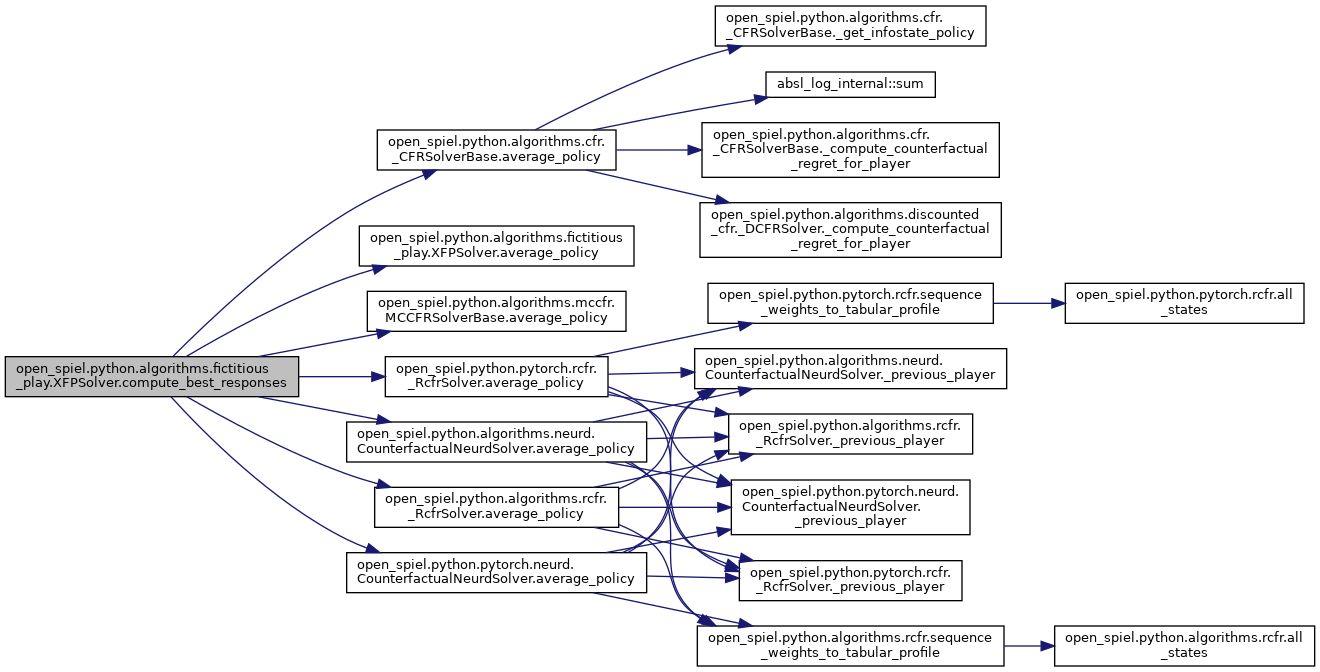 open_spiel.python.algorithms.fictitious
_play.XFPSolver.compute_best_responses
open_spiel.python.algorithms.cfr.
_CFRSolverBase.average_policy
open_spiel.python.algorithms.fictitious
_play.XFPSolver.average_policy
open_spiel.python.algorithms.mccfr.
MCCFRSolverBase.average_policy
open_spiel.python.pytorch.rcfr.
_RcfrSolver.average_policy
open_spiel.python.algorithms.neurd.
CounterfactualNeurdSolver.average_policy
open_spiel.python.algorithms.rcfr.
_RcfrSolver.average_policy
open_spiel.python.pytorch.neurd.
CounterfactualNeurdSolver.average_policy
open_spiel.python.algorithms.cfr.
_CFRSolverBase._get_infostate_policy
absl_log_internal::sum
open_spiel.python.algorithms.cfr.
_CFRSolverBase._compute_counterfactual
_regret_for_player
open_spiel.python.algorithms.discounted
_cfr._DCFRSolver._compute_counterfactual
_regret_for_player
open_spiel.python.pytorch.rcfr.sequence
_weights_to_tabular_profile
open_spiel.python.algorithms.neurd.
CounterfactualNeurdSolver._previous_player
open_spiel.python.algorithms.rcfr.
_RcfrSolver._previous_player
open_spiel.python.pytorch.neurd.
CounterfactualNeurdSolver.
_previous_player
open_spiel.python.pytorch.rcfr.
_RcfrSolver._previous_player
open_spiel.python.algorithms.rcfr.sequence
_weights_to_tabular_profile
open_spiel.python.pytorch.rcfr.all
_states
open_spiel.python.algorithms.rcfr.all
_states